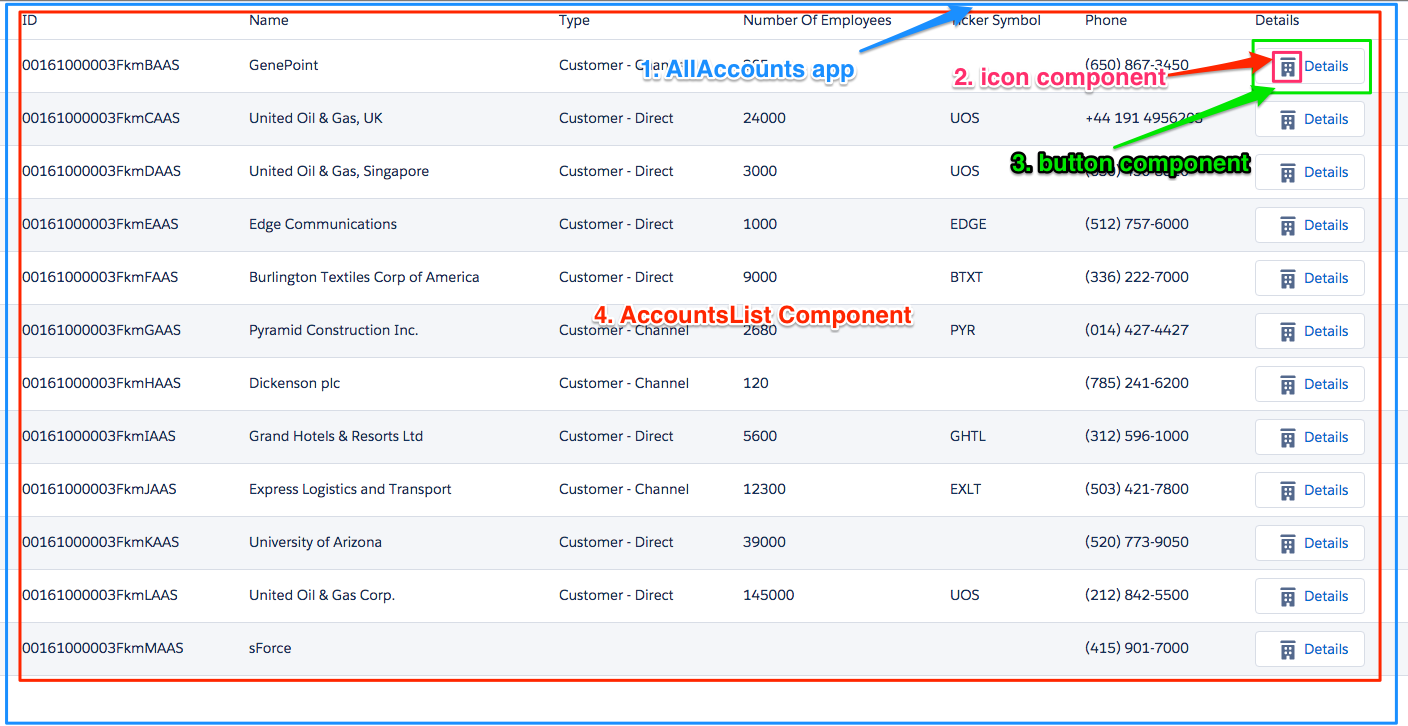 ID Name Type Number Of Employees Ticker Symbol Phone Details
00161000003FkmBAAS GenePoint Customer - Channel 265 (650) 867-3450 Details
1. AllAccounts app
2. icon component
00161000003FkmCAAS United Oil & Gas, UK Customer - Direct 24000 UOS +44 191 4956203 Details
3. button component
00161000003FkmDAAS United Oil & Gas, Singapore Customer - Direct 3000 UOS Details
00161000003FkmEAAS Edge Communications Customer - Direct 1000 EDGE (512) 757-6000 Details
00161000003FkmFAAS Burlington Textiles Corp of America Customer - Direct 9000 BTXT (336) 222-7000 Details
4. AccountsList Component
00161000003FkmGAAS Pyramid Construction Inc. Customer - Channel 2680 PYR (014) 427-4427 Details
00161000003FkmHAAS Dickenson plc Customer - Channel 120 (785) 241-6200 Details
00161000003FkmIAAS Grand Hotels & Resorts Ltd Customer - Direct 5600 GHTL (312) 596-1000 Details
00161000003FkmJAAS Express Logistics and Transport Customer - Channel 12300 EXLT (503) 421-7800 Details
00161000003FkmKAAS University of Arizona Customer - Direct 39000 (520) 773-9050 Details
00161000003FkmLAAS United Oil & Gas Corp. Customer - Direct 145000 UOS (212) 842-5500 Details
00161000003FkmMAAS sForce (415) 901-7000 Details